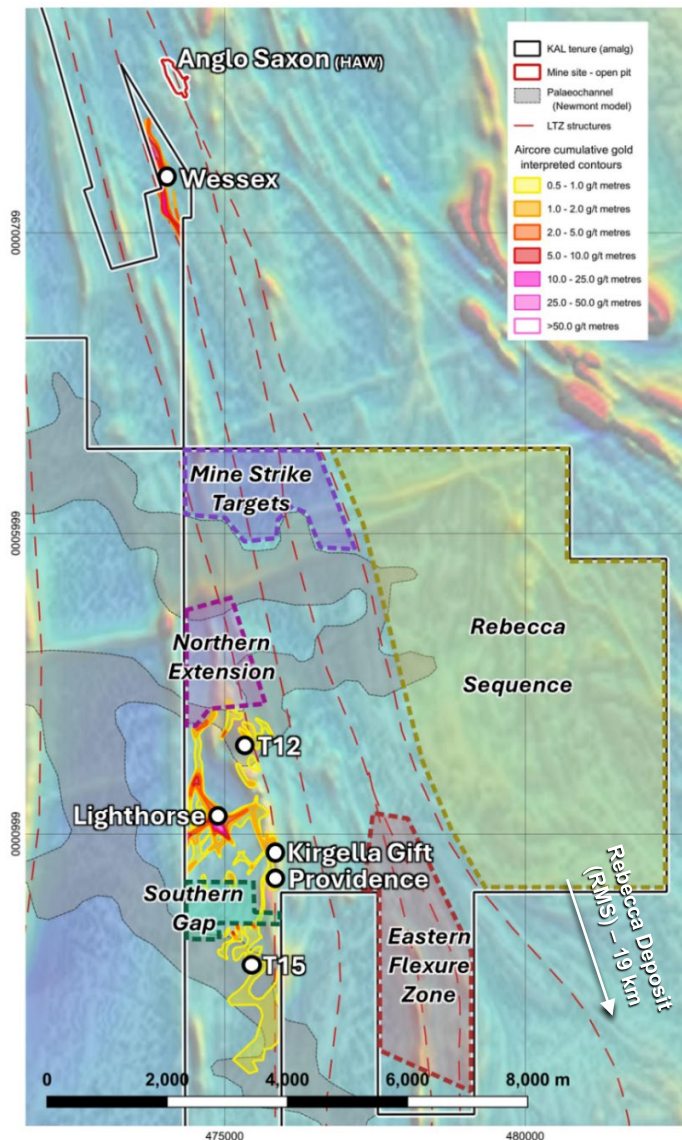 Anglo Saxon (HAW)
Wessex
KAL tenure (amalg)
Mine site - open pit
Palaeochannel
(Newmont model)
LTZ structures
Aircore cumulative gold
interpreted contours
0.5 - 1.0 g/t metres
1.0 - 2.0 g/t metres
2.0 - 5.0 g/t metres
5.0 - 10.0 g/t metres
10.0 - 25.0 g/t metres
25.0 - 50.0 g/t metres
>50.0 g/t metres
6670000
Mine Strike
Targets
6665000
Rebecca
Sequence
Northern
Extension
T12
Lighthorse
6660000
Kirgella Gift
Providence
Southern
Gap
T15
Eastern
Flexure
Zone
Rebecca Deposit
(RMS) – 19 km
0 2,000 4,000 6,000 8,000 m
475000 480000